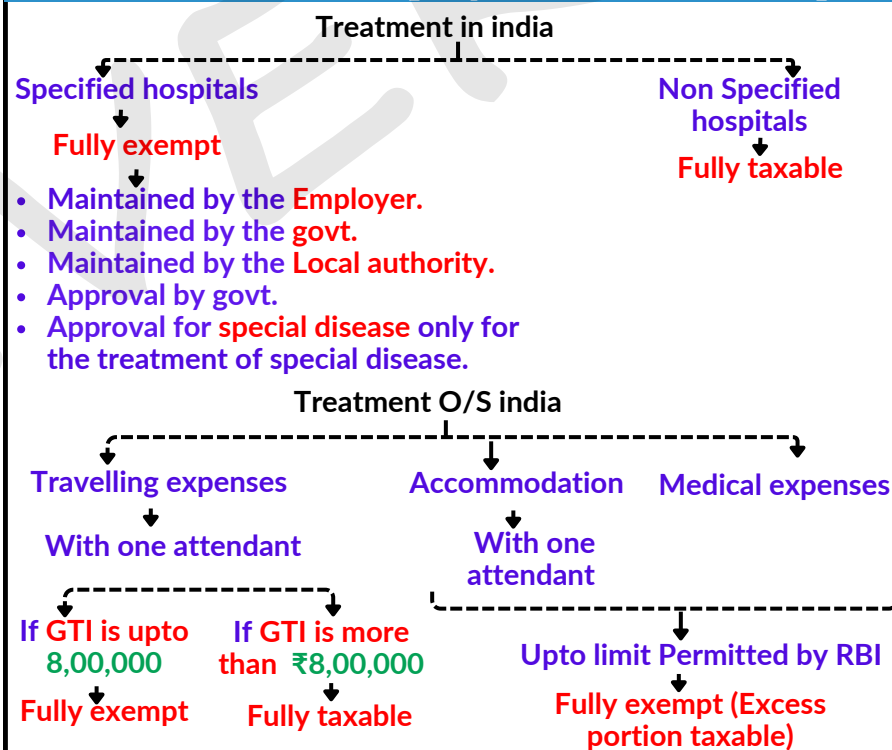 Treatment in india
Specified hospitals
Fully exempt
• Maintained by the Employer.
• Maintained by the govt.
• Maintained by the Local authority.
• Approval by govt.
• Approval for special disease only for
the treatment of special disease.
Non Specified
hospitals
Fully taxable
Treatment O/S india
Travelling expenses
With one attendant
If GTI is upto
8,00,000
Fully exempt
If GTI is more
than ₹8,00,000
Fully taxable
Accommodation
With one
attendant
Medical expenses
Upto limit Permitted by RBI
Fully exempt (Excess
portion taxable)